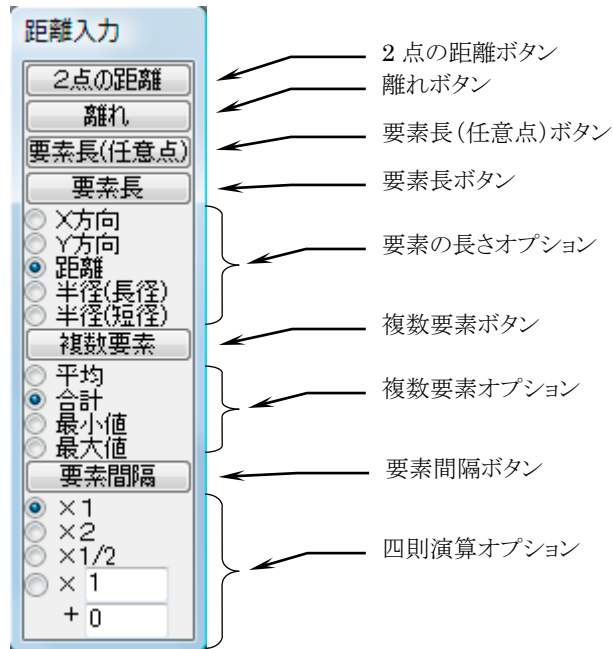 距離入力
2点の距離
離れ
要素長(任意点)
要素長
X方向
Y方向
距離
半径(長径)
半径(短径)
複数要素
平均
合計
最小値
最大値
要素間隔
×1
×2
×1/2
× 1
+ 0
2 点の距離ボタン
離れボタン
要素長(任意点)ボタン
要素長ボタン
要素の長さオプション
複数要素ボタン
複数要素オプション
要素間隔ボタン
四則演算オプション